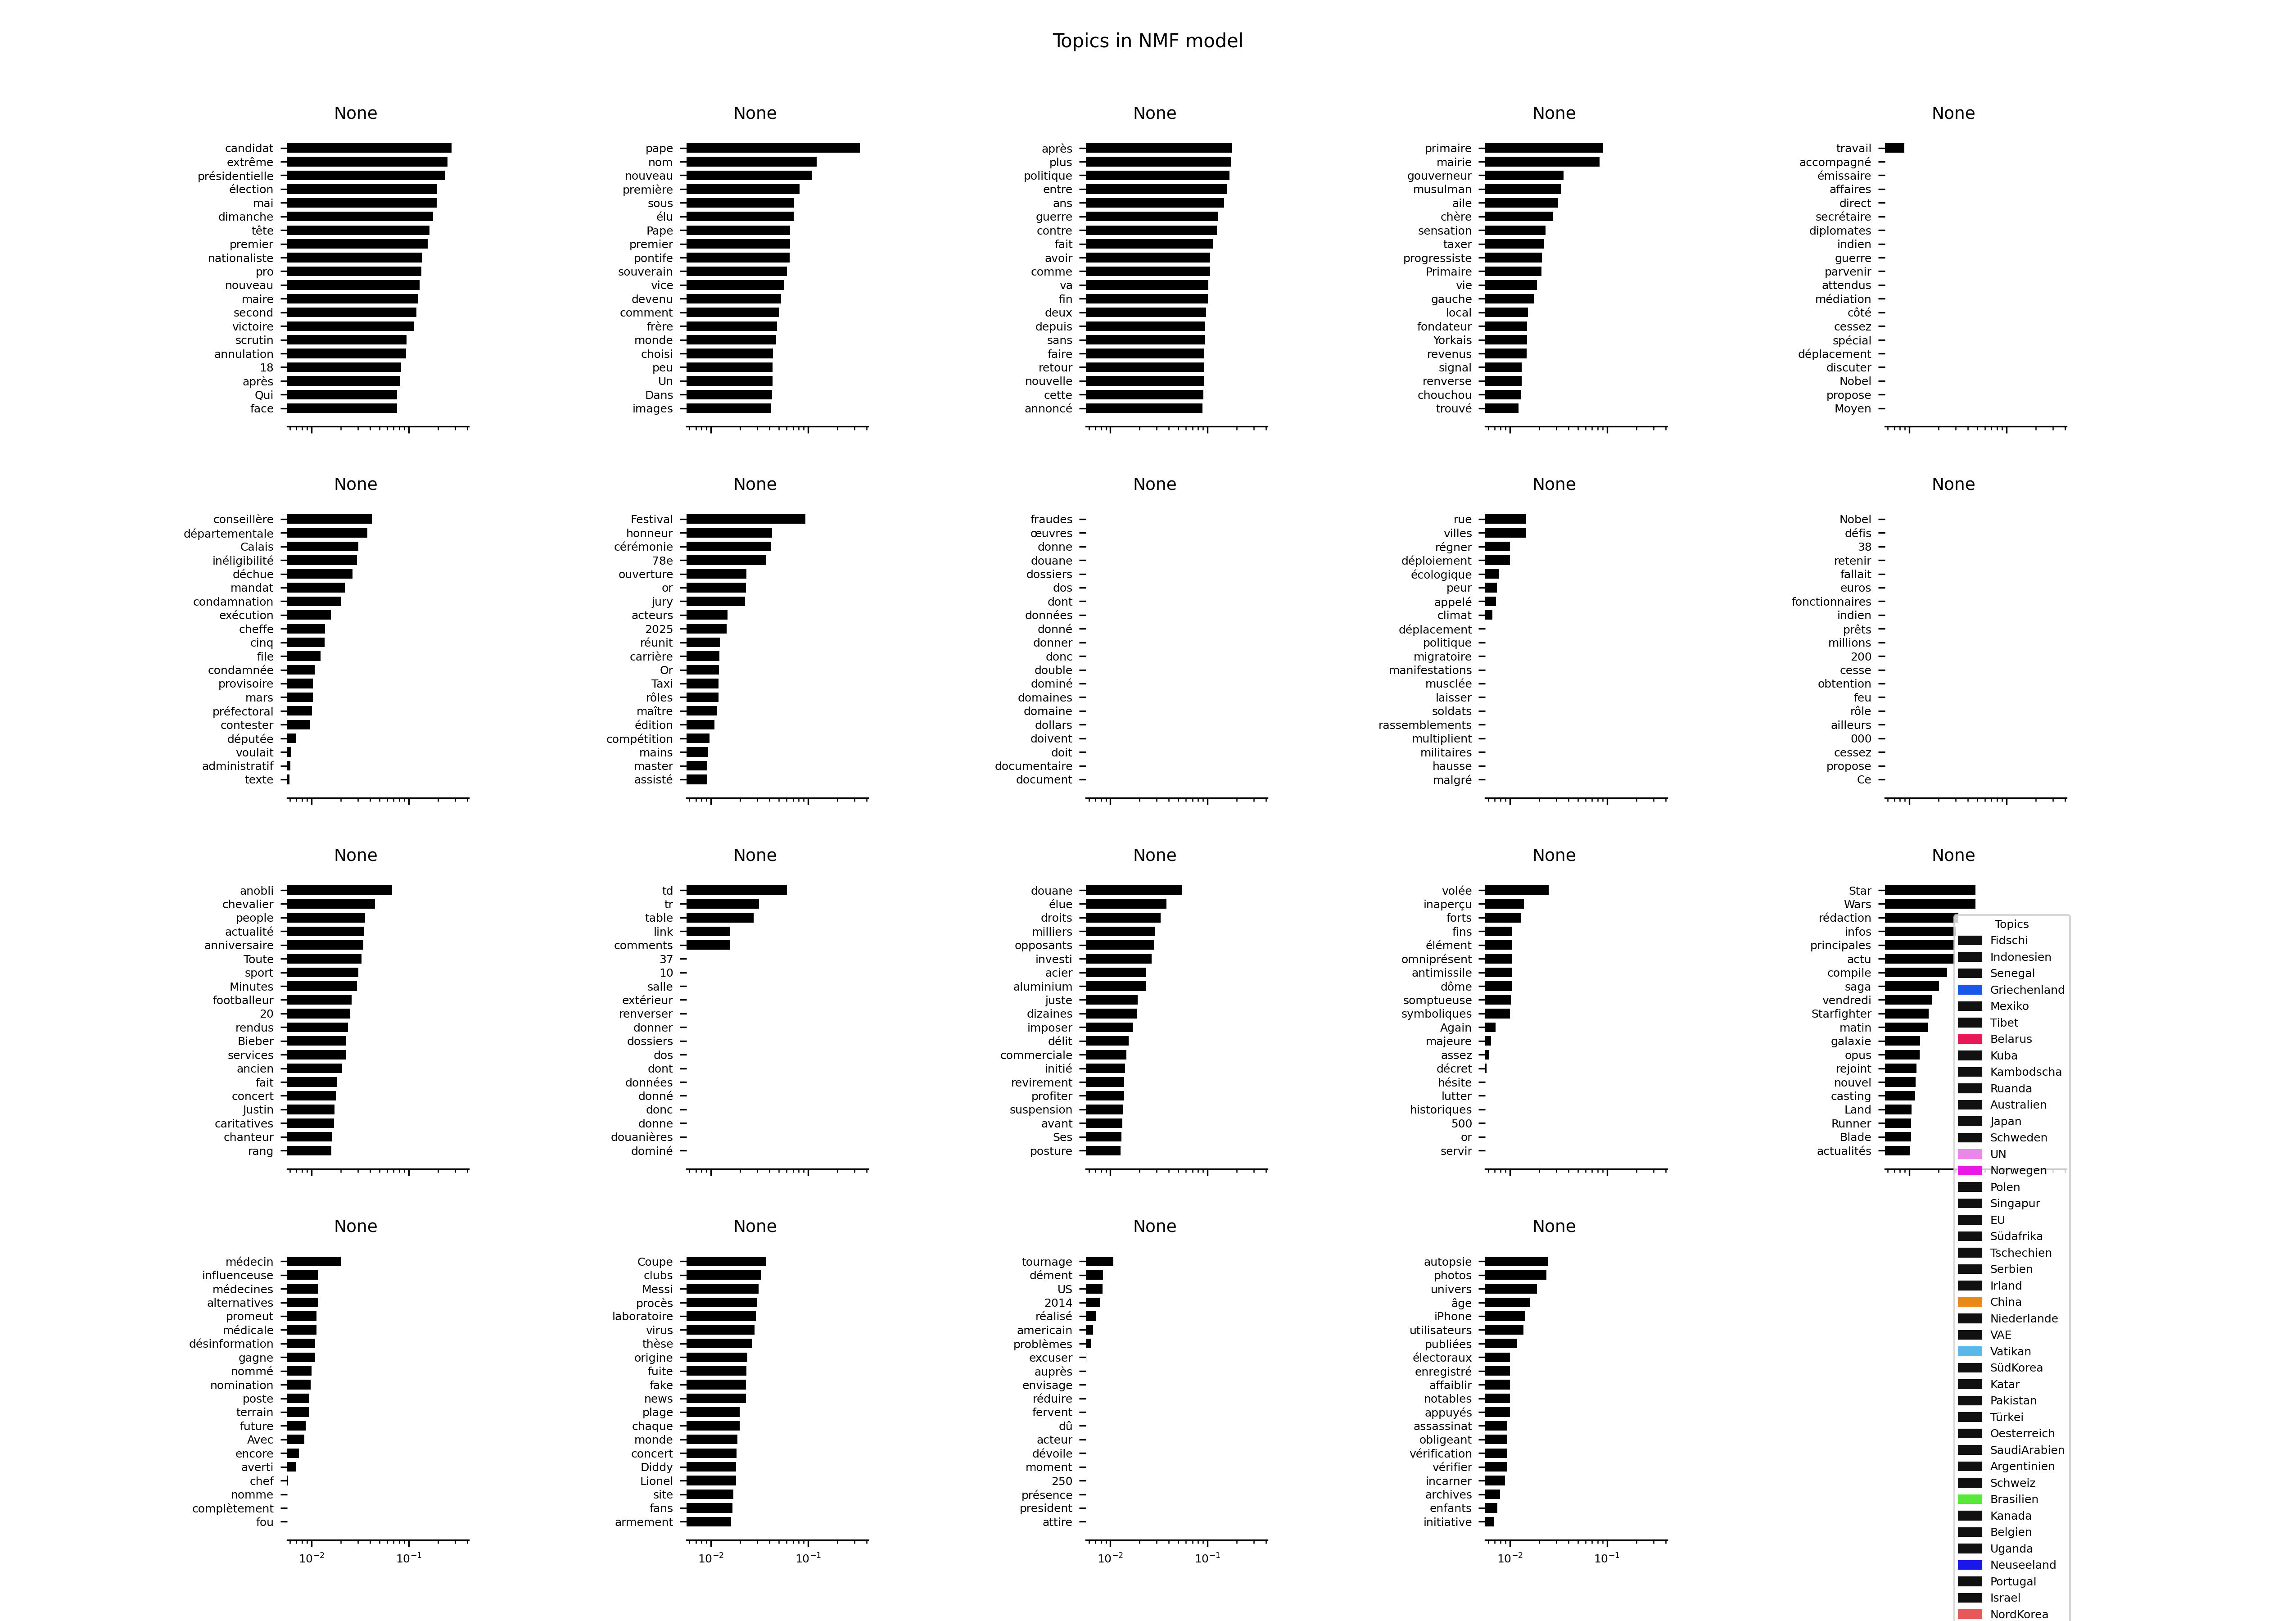 Topics in NMF model
None
candidat
extrême
présidentielle
élection
mai
dimanche
tête
premier
nationaliste
pro
nouveau
maire
second
victoire
scrutin
annulation
18
après
Qui
face
None
pape
nom
nouveau
première
sous
élu
Pape
premier
pontife
souverain
vice
devenu
comment
frère
monde
choisi
peu
Un
Dans
images
None
après
plus
politique
entre
ans
guerre
contre
fait
avoir
comme
va
fin
deux
depuis
sans
faire
retour
nouvelle
cette
annoncé
None
primaire
mairie
gouverneur
musulman
aile
chère
sensation
taxer
progressiste
Primaire
vie
gauche
local
fondateur
Yorkais
revenus
signal
renverse
chouchou
trouvé
None
travail
accompagné
émissaire
affaires
direct
secrétaire
diplomates
indien
guerre
parvenir
attendus
médiation
côté
cessez
spécial
déplacement
discuter
Nobel
propose
Moyen
None
conseillère
départementale
Calais
inéligibilité
déchue
mandat
condamnation
exécution
cheffe
cinq
file
condamnée
provisoire
mars
préfectoral
contester
députée
voulait
administratif
texte
None
Festival
honneur
cérémonie
78e
ouverture
or
jury
acteurs
2025
réunit
carrière
Or
Taxi
rôles
maître
édition
compétition
mains
master
assisté
None
fraudes
œuvres
donne
douane
dossiers
dos
dont
données
donné
donner
donc
double
dominé
domaines
domaine
dollars
doivent
doit
documentaire
document
None
rue
villes
régner
déploiement
écologique
peur
appelé
climat
déplacement
politique
migratoire
manifestations
musclée
laisser
soldats
rassemblements
multiplient
militaires
hausse
malgré
None
Nobel
défis
38
retenir
fallait
euros
fonctionnaires
indien
prêts
millions
200
cesse
obtention
feu
rôle
ailleurs
000
cessez
propose
Ce
None
anobli
chevalier
people
actualité
anniversaire
Toute
sport
Minutes
footballeur
20
rendus
Bieber
services
ancien
fait
concert
Justin
caritatives
chanteur
rang
None
td
tr
table
link
comments
37
10
salle
extérieur
renverser
donner
dossiers
dos
dont
données
donné
donc
donne
douanières
dominé
None
douane
élue
droits
milliers
opposants
investi
acier
aluminium
juste
dizaines
imposer
délit
commerciale
initié
revirement
profiter
suspension
avant
Ses
posture
None
volée
inaperçu
forts
fins
élément
omniprésent
antimissile
dôme
somptueuse
symboliques
Again
majeure
assez
décret
hésite
lutter
historiques
500
or
servir
None
Star
Wars
rédaction
infos
principales
actu
compile
saga
vendredi
Starfighter
matin
galaxie
opus
rejoint
nouvel
casting
Land
Runner
Blade
actualités
None
médecin
influenceuse
médecines
alternatives
promeut
médicale
désinformation
gagne
nommé
nomination
poste
terrain
future
Avec
encore
averti
chef
nomme
complètement
fou
10⁻²
10⁻¹
None
Coupe
clubs
Messi
procès
laboratoire
virus
thèse
origine
fuite
fake
news
plage
chaque
monde
concert
Diddy
Lionel
site
fans
armement
10⁻²
10⁻¹
None
tournage
dément
US
2014
réalisé
americain
problèmes
excuser
auprès
envisage
réduire
fervent
dû
acteur
dévoile
moment
250
présence
president
attire
10⁻²
10⁻¹
None
autopsie
photos
univers
âge
iPhone
utilisateurs
publiées
électoraux
enregistré
affaiblir
notables
appuyés
assassinat
obligeant
vérification
vérifier
incarner
archives
enfants
initiative
10⁻²
10⁻¹
Topics
Fidschi
Indonesien
Senegal
Griechenland
Mexiko
Tibet
Belarus
Kuba
Kambodscha
Ruanda
Australien
Japan
Schweden
UN
Norwegen
Polen
Singapur
EU
Südafrika
Tschechien
Serbien
Irland
China
Niederlande
VAE
Vatikan
SüdKorea
Katar
Pakistan
Türkei
Oesterreich
SaudiArabien
Argentinien
Schweiz
Brasilien
Kanada
Belgien
Uganda
Neuseeland
Portugal
Israel
NordKorea